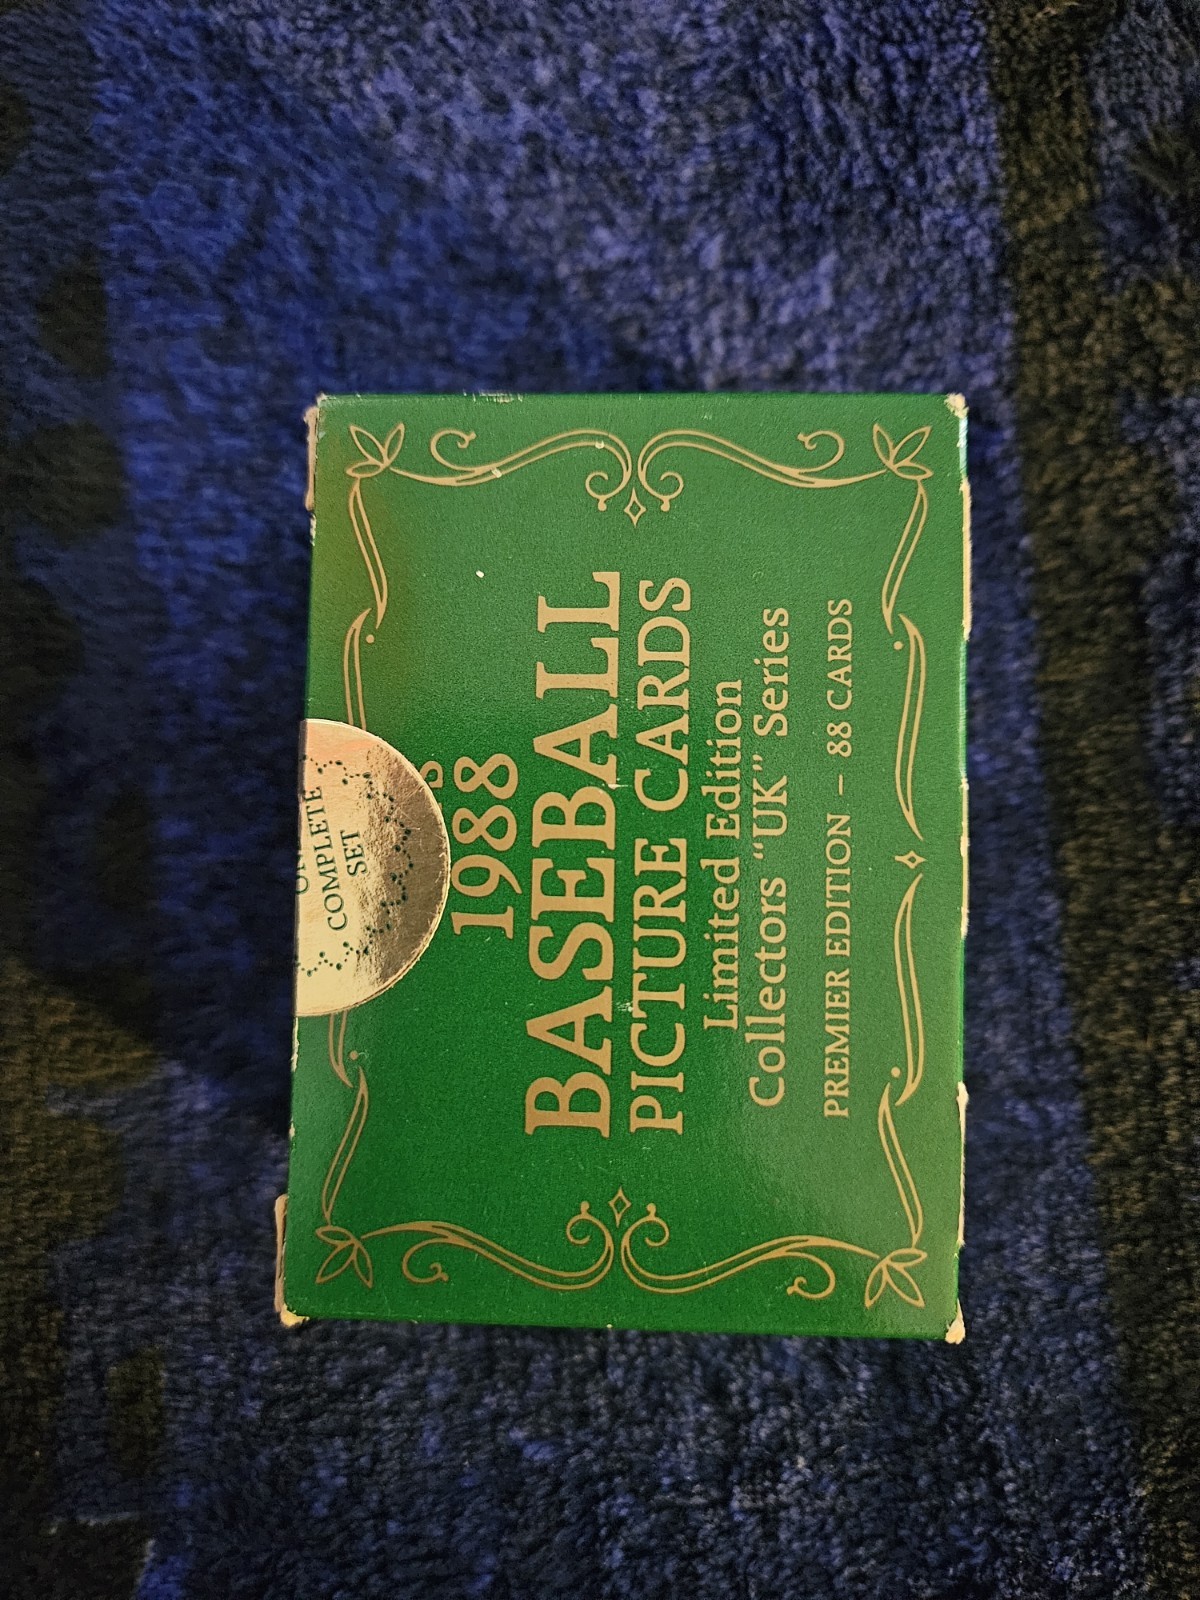 COMPLETE
SET
1988
BASEBALL
PICTURE CARDS
Limited Edition
Collectors “UK” Series
PREMIER EDITION – 88 CARDS